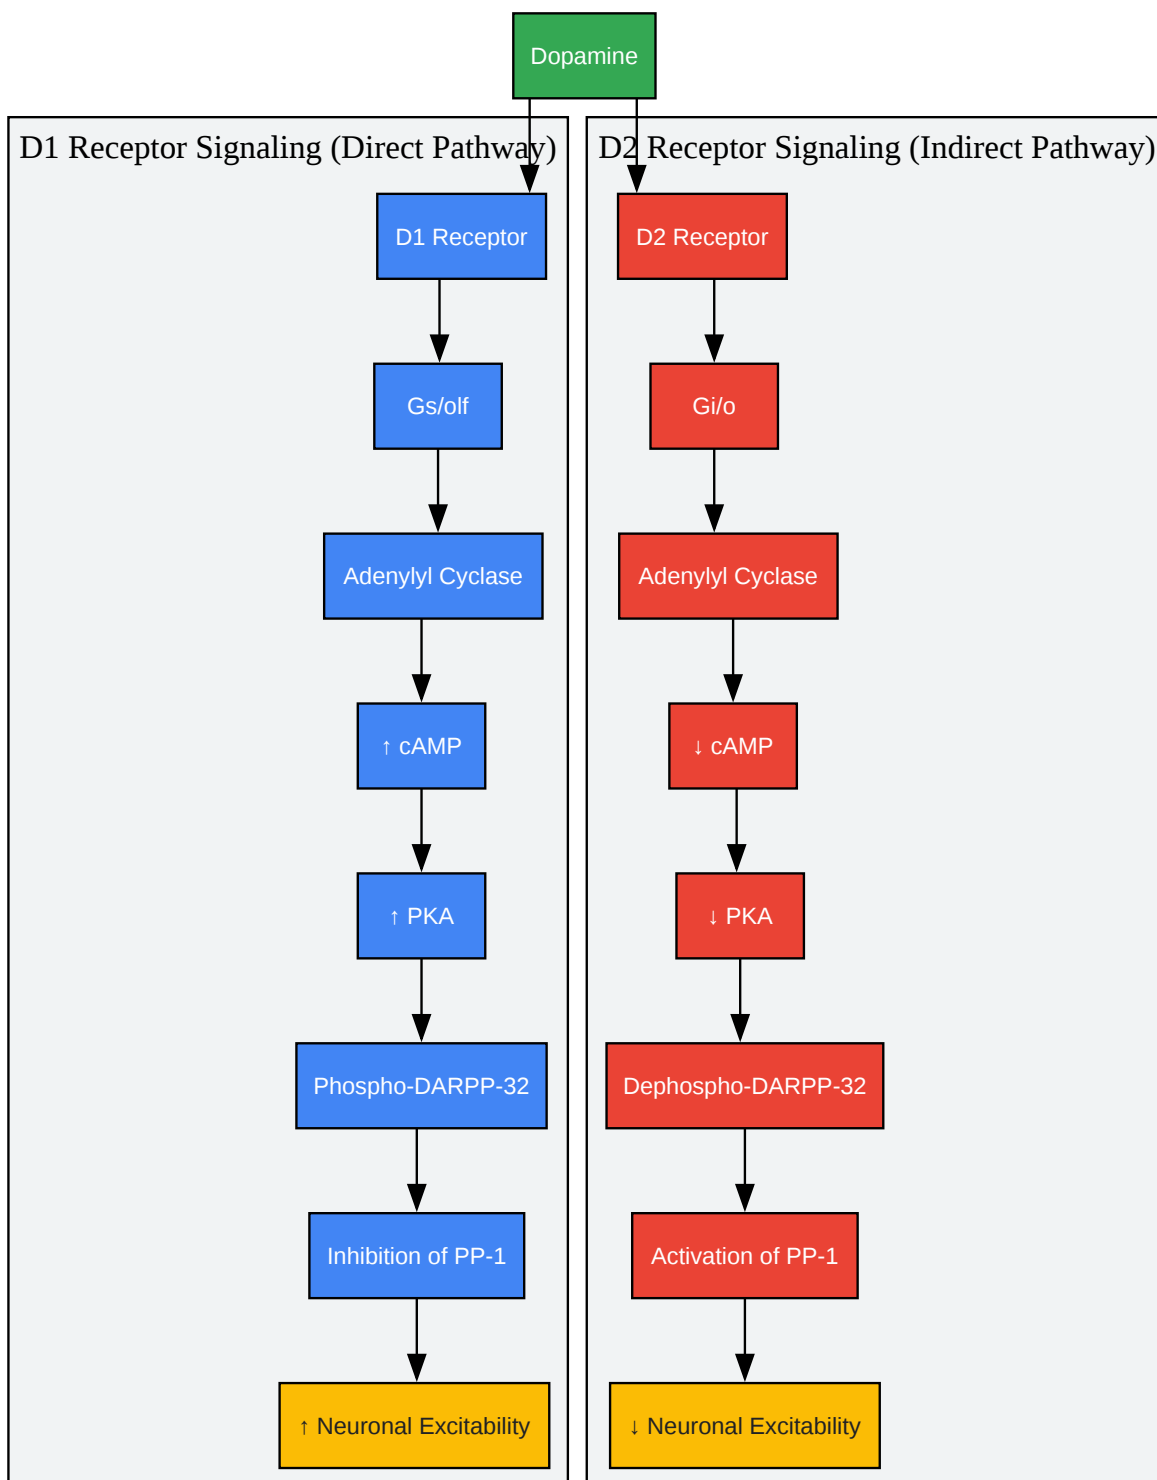 Dopamine
D1 Receptor Signaling (Direct Pathway)
D1 Receptor
Gs/olf
Adenylyl Cyclase
↑ cAMP
↑ PKA
Phospho-DARPP-32
Inhibition of PP-1
↑ Neuronal Excitability
D2 Receptor Signaling (Indirect Pathway)
D2 Receptor
Gi/o
Adenylyl Cyclase
↓ cAMP
↓ PKA
Dephospho-DARPP-32
Activation of PP-1
↓ Neuronal Excitability